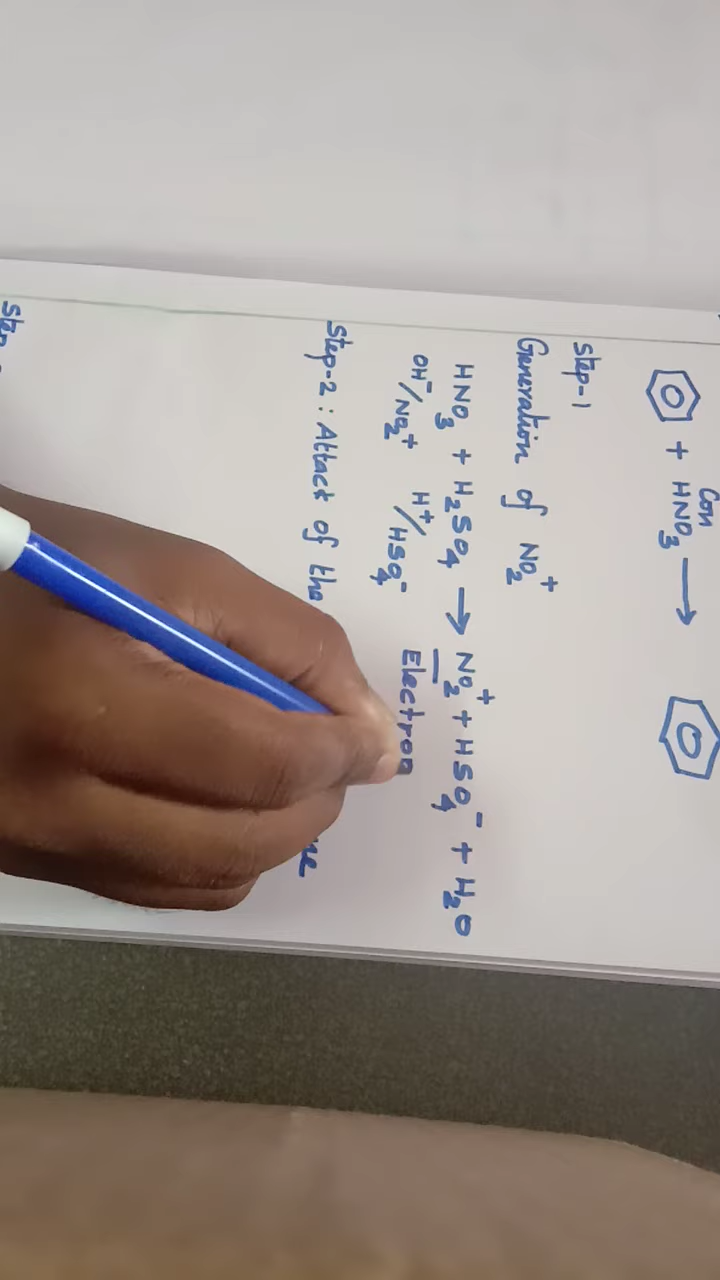 Con
+ HNO3 →
Step-1
Generation of NO2+
HNO3 + H2SO4 → NO2+ + HSO4- + H2O
OH-/NO2+ H+/HSO4- Electrop
Step-2 : Attack of the